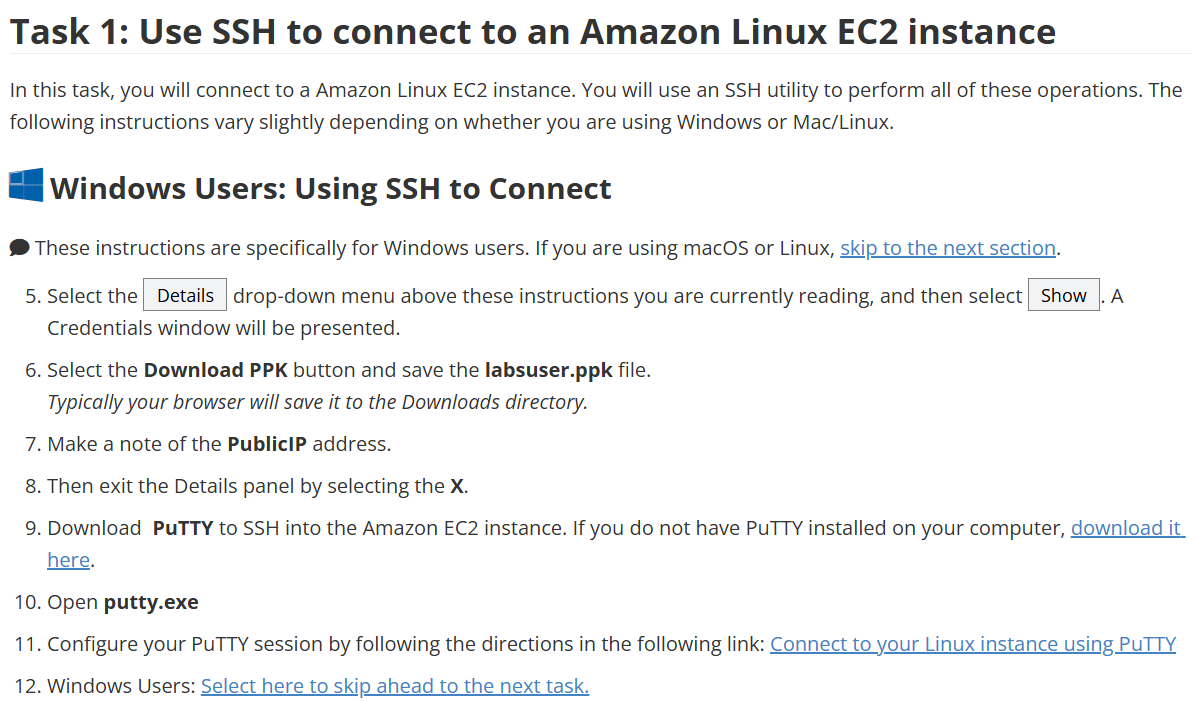 Task 1: Use SSH to connect to an Amazon Linux EC2 instance
In this task, you will connect to a Amazon Linux EC2 instance. You will use an SSH utility to perform all of these operations. The
following instructions vary slightly depending on whether you are using Windows or Mac/Linux.
Windows Users: Using SSH to Connect
These instructions are specifically for Windows users. If you are using macOS or Linux, skip to the next section.
5. Select the Details drop-down menu above these instructions you are currently reading, and then select Show . A
Credentials window will be presented.
6. Select the Download PPK button and save the labsuser.ppk file.
Typically your browser will save it to the Downloads directory.
7. Make a note of the PublicIP address.
8. Then exit the Details panel by selecting the X.
9. Download PuTTY to SSH into the Amazon EC2 instance. If you do not have PuTTY installed on your computer, download it
here.
10. Open putty.exe
11. Configure your PuTTY session by following the directions in the following link: Connect to your Linux instance using PuTTY
12. Windows Users: Select here to skip ahead to the next task.